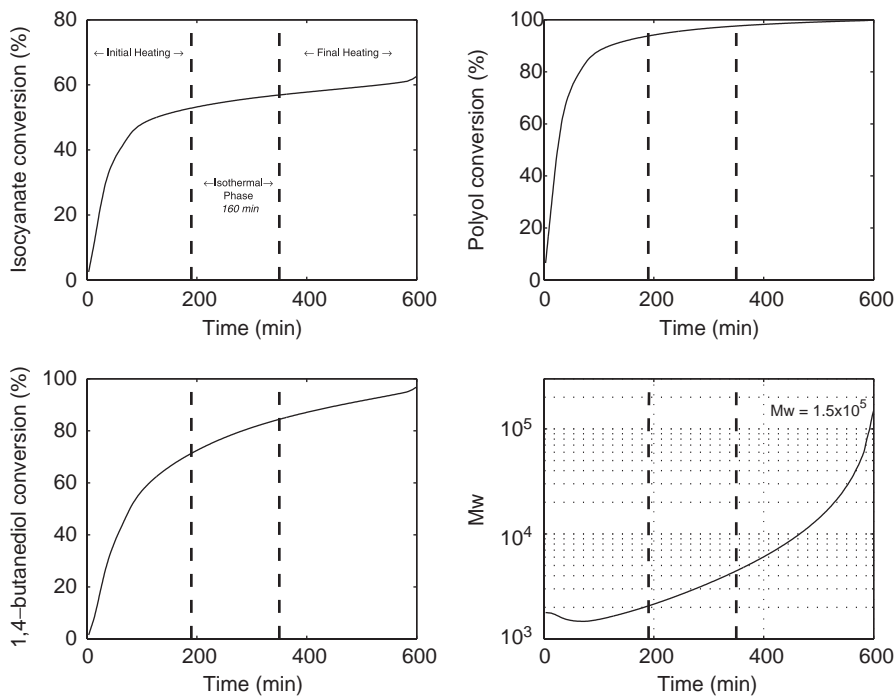 80
60
40
20
0
0 200 400 600
Time (min)
Isocyanate conversion (%)
←Initial Heating→
←Final Heating→
←Isothermal→
Phase
160 min
100
80
60
40
20
0
0 200 400 600
Time (min)
Polyol conversion (%)
100
80
60
40
20
0
0 200 400 600
Time (min)
1,4−butanediol conversion (%)
10⁵
10⁴
10³
0 200 400 600
Time (min)
Mw
Mw = 1.5x10⁵